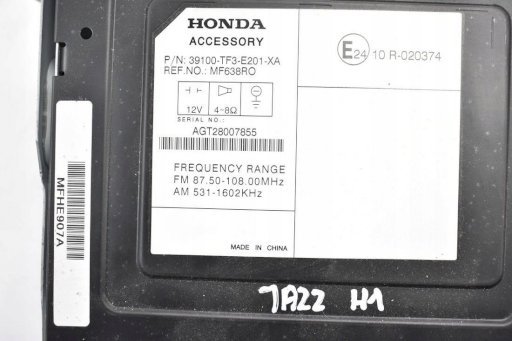 HONDA
ACCESSORY
P/N: 39100-TF3-E201-XA
REF.NO.: MF638RO
12V 4-8Ω
SERIAL NO.:
AGT28007855
FREQUENCY RANGE
FM 87.50-108.00MHz
AM 531-1602KHz
MADE IN CHINA
E24 10 R-020374
MFHE907A
JAZZ H1